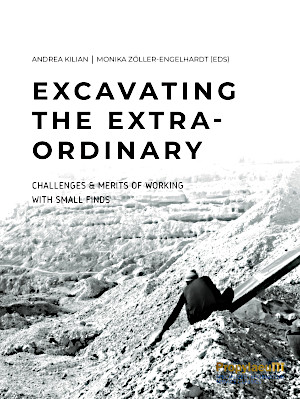 ANDREA KILIAN | MONIKA ZÖLLER-ENGELHARDT (EDS)
EXCAVATING
THE EXTRA-
ORDINARY
CHALLENGES & MERITS OF WORKING
WITH SMALL FINDS
Propylaeum